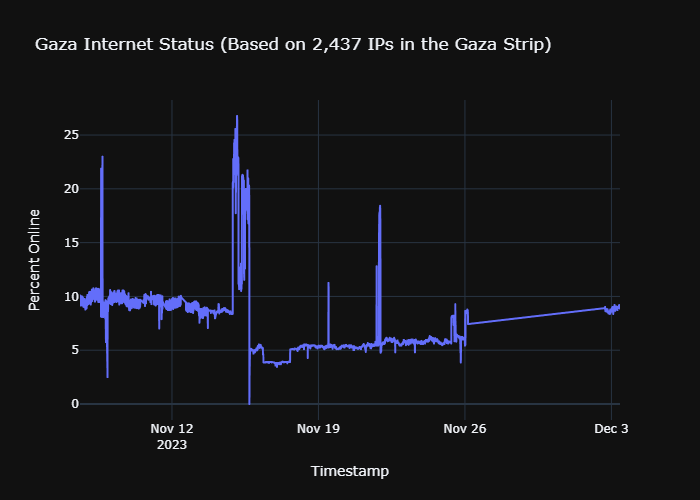 Gaza Internet Status (Based on 2,437 IPs in the Gaza Strip)
Percent Online
25
20
15
10
5
0
Nov 12
2023
Nov 19
Nov 26
Dec 3
Timestamp